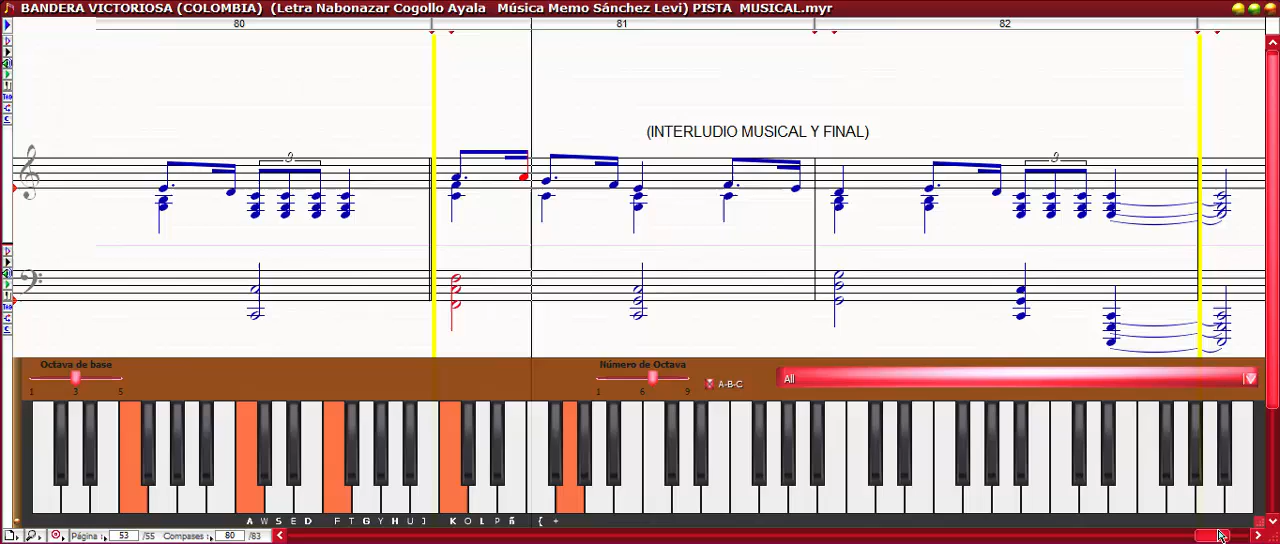 BANDERA VICTORIOSA (COLOMBIA) (Letra Nabonazar Cogollo Ayala Música Memo Sánchez Levi) PISTA MUSICAL.myr
80 81 82
(INTERLUDIO MUSICAL Y FINAL)
3 3
Octava de base Número de Octava
A-B-C All
1 3 5 1 6 9
A W S E D F T G Y H U J K O L P ñ { +
Página: 53 /55 Compases: 80 /83